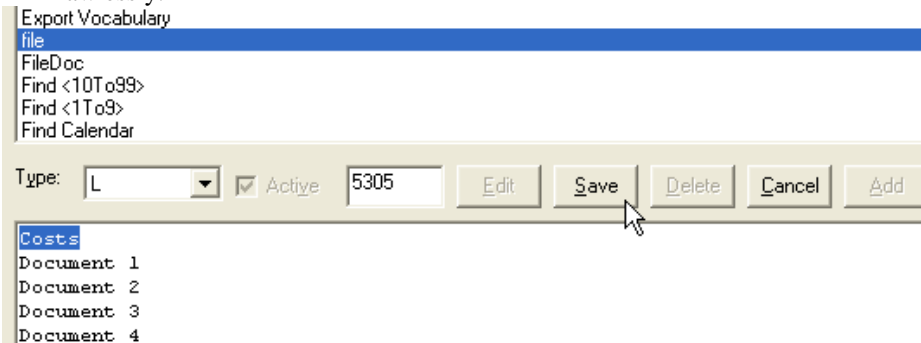 Export Vocabulary
file
FileDoc
Find <10To99>
Find <1To9>
Find Calendar
Type: L Active 5305 Edit Save Delete Cancel Add
Costs
Document 1
Document 2
Document 3
Document 4